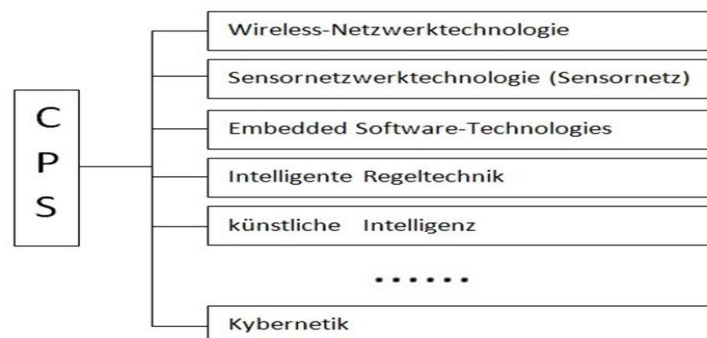 C
P
S
Wireless-Netzwerktechnologie
Sensornetzwerktechnologie (Sensornetz)
Embedded Software-Technologies
Intelligente Regeltechnik
künstliche Intelligenz
......
Kybernetik